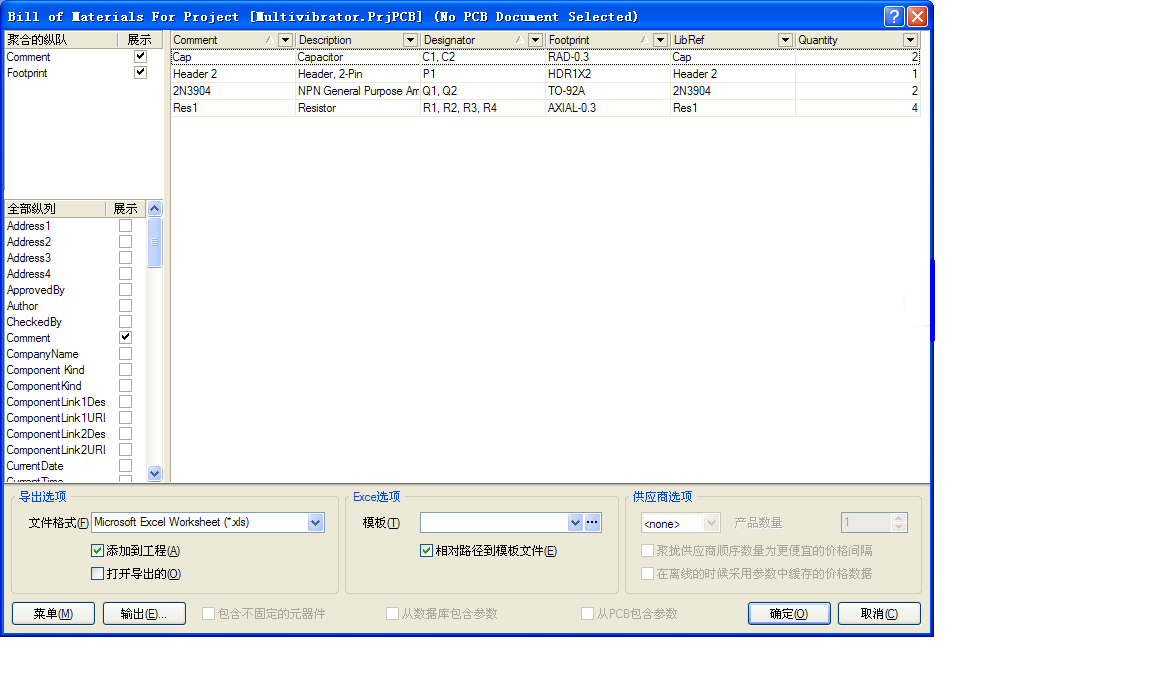 Bill of Materials For Project [Multivibrator.PrjPCB] (No PCB Document Selected)
聚合的纵队 展示
Comment
Footprint
Comment Description Designator Footprint LibRef Quantity
Cap Capacitor C1, C2 RAD-0.3 Cap 2
Header 2 Header, 2-Pin P1 HDR1X2 Header 2 1
2N3904 NPN General Purpose Am Q1, Q2 TO-92A 2N3904 2
Res1 Resistor R1, R2, R3, R4 AXIAL-0.3 Res1 4
全部纵列 展示
Address1
Address2
Address3
Address4
ApprovedBy
Author
CheckedBy
Comment
CompanyName
Component Kind
ComponentKind
ComponentLink1Des
ComponentLink1URI
ComponentLink2Des
ComponentLink2URI
CurrentDate
CurrentTime
导出选项
文件格式(F) Microsoft Excel Worksheet (*.xls)
添加到工程(A)
打开导出的(O)
Exce选项
模板(T)
相对路径到模板文件(E)
供应商选项
<none> 产品数量 1
聚拢供应商顺序数量为更便宜的价格间隔
在离线的时候采用参数中缓存的价格数据
菜单(M) 输出(E)... 包含不固定的元器件 从数据库包含参数 从PCB包含参数 确定(O) 取消(C)